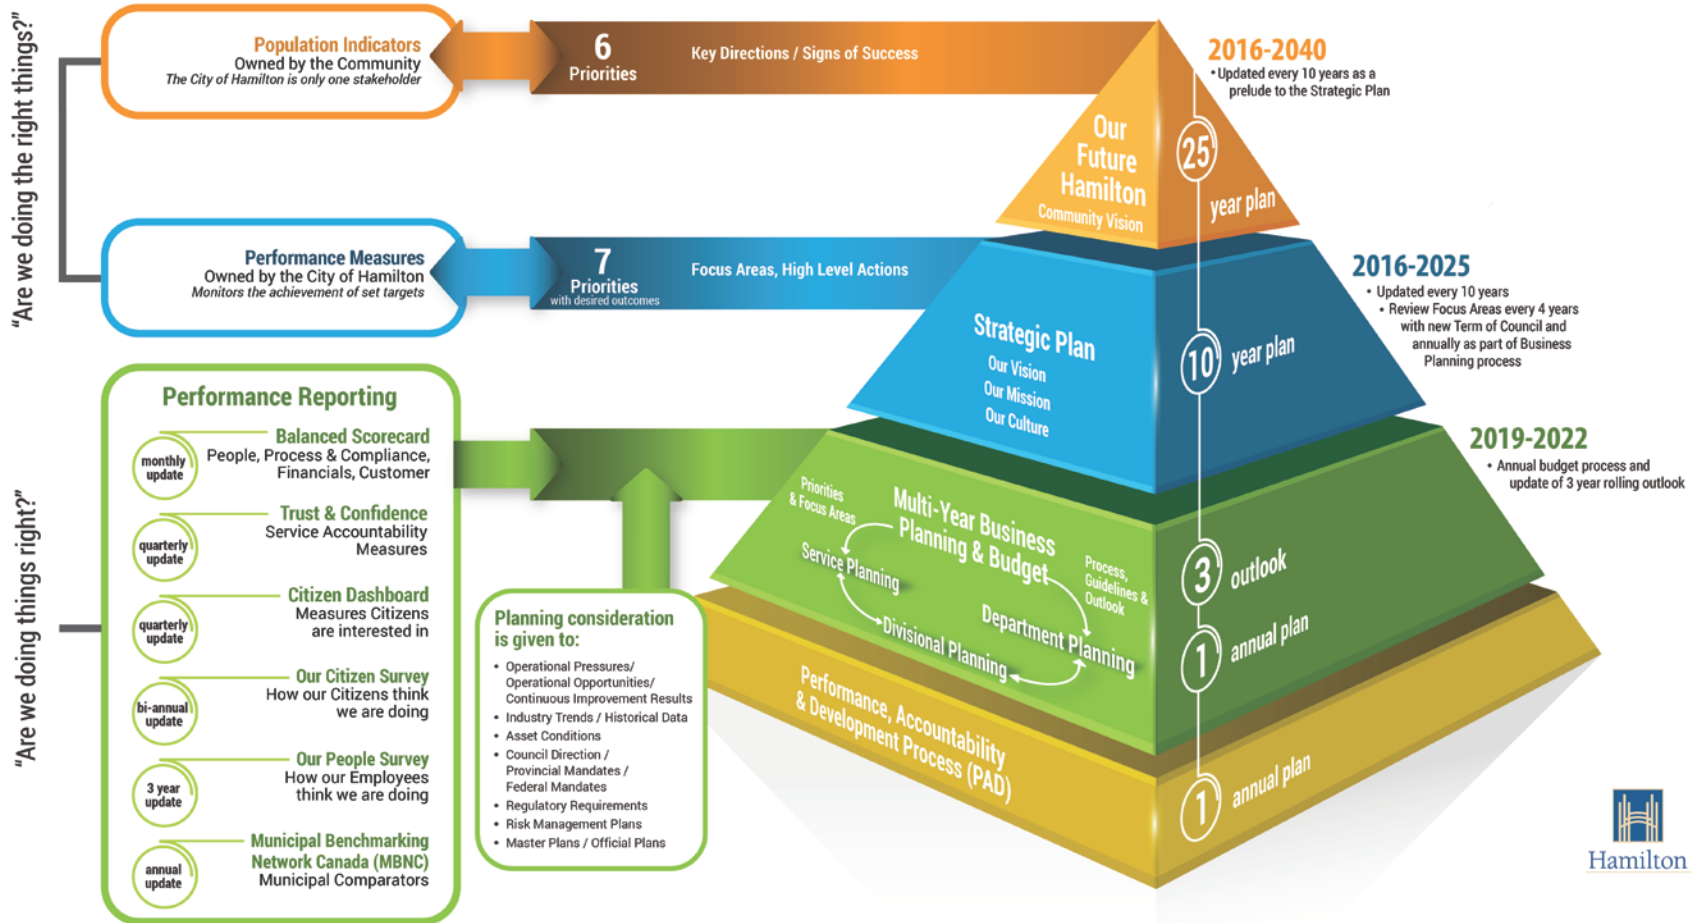 "Are we doing the right things?"
Population Indicators
Owned by the Community
The City of Hamilton is only one stakeholder
6
Priorities
Key Directions / Signs of Success
2016-2040
• Updated every 10 years as a
prelude to the Strategic Plan
Our
Future
Hamilton
Community Vision
25
year plan
Performance Measures
Owned by the City of Hamilton
Monitors the achievement of set targets
7
Priorities
with desired outcomes
Focus Areas, High Level Actions
2016-2025
• Updated every 10 years
• Review Focus Areas every 4 years
with new Term of Council and
annually as part of Business
Planning process
Strategic Plan
Our Vision
Our Mission
Our Culture
10
year plan
"Are we doing things right?"
Performance Reporting
monthly
update
Balanced Scorecard
People, Process & Compliance,
Financials, Customer
quarterly
update
Trust & Confidence
Service Accountability
Measures
quarterly
update
Citizen Dashboard
Measures Citizens
are interested in
bi-annual
update
Our Citizen Survey
How our Citizens think
we are doing
3 year
update
Our People Survey
How our Employees
think we are doing
annual
update
Municipal Benchmarking
Network Canada (MBNC)
Municipal Comparators
Planning consideration
is given to:
• Operational Pressures/
Operational Opportunities/
Continuous Improvement Results
• Industry Trends / Historical Data
• Asset Conditions
• Council Direction /
Provincial Mandates /
Federal Mandates
• Regulatory Requirements
• Risk Management Plans
• Master Plans / Official Plans
2019-2022
• Annual budget process and
update of 3 year rolling outlook
Priorities
& Focus Areas
Multi-Year Business
Planning & Budget
Service Planning
Process,
Guidelines &
Outlook
Department Planning
Divisional Planning
3
outlook
1
annual plan
Performance, Accountability
& Development Process (PAD)
1
annual plan
Hamilton